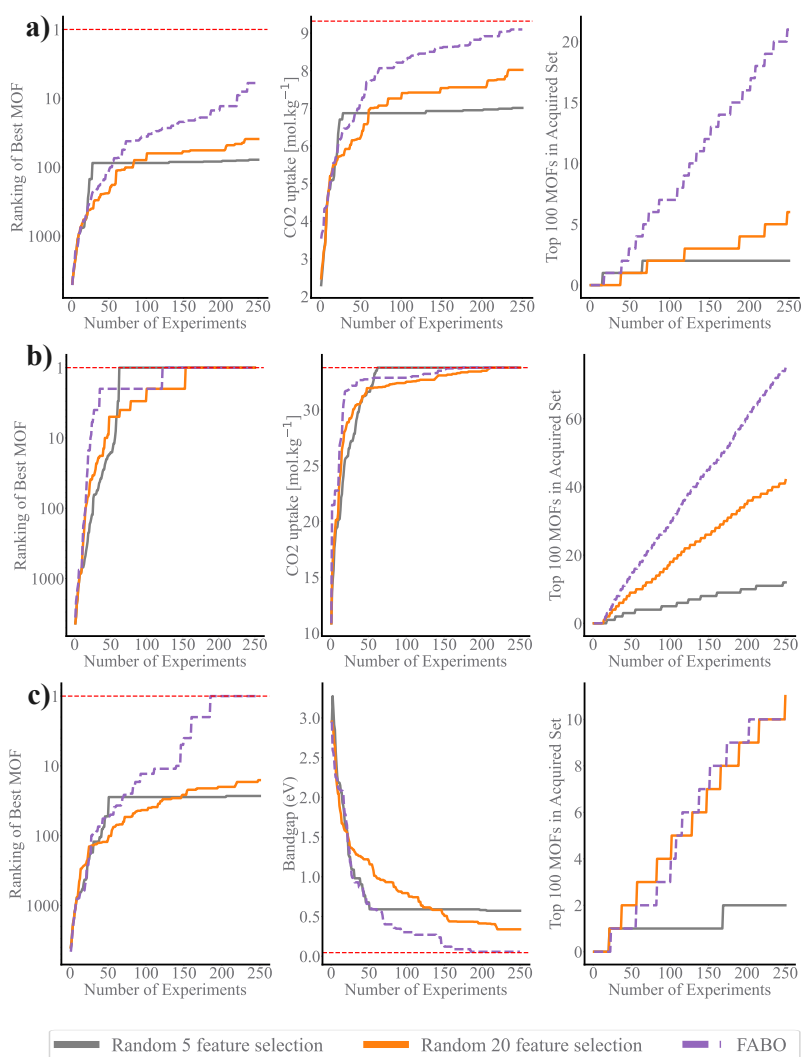 a)
Ranking of Best MOF
1
10
100
1000
0 50 100 150 200 250
Number of Experiments
CO2 uptake [mol.kg⁻¹]
9
8
7
6
5
4
3
2
0 50 100 150 200 250
Number of Experiments
Top 100 MOFs in Acquired Set
20
15
10
5
0
0 50 100 150 200 250
Number of Experiments
b)
Ranking of Best MOF
1
10
100
1000
0 50 100 150 200 250
Number of Experiments
CO2 uptake [mol.kg⁻¹]
30
25
20
15
10
0 50 100 150 200 250
Number of Experiments
Top 100 MOFs in Acquired Set
60
40
20
0
0 50 100 150 200 250
Number of Experiments
c)
Ranking of Best MOF
1
10
100
1000
0 50 100 150 200 250
Number of Experiments
Bandgap (eV)
3.0
2.5
2.0
1.5
1.0
0.5
0.0
0 50 100 150 200 250
Number of Experiments
Top 100 MOFs in Acquired Set
10
8
6
4
2
0
0 50 100 150 200 250
Number of Experiments
Random 5 feature selection
Random 20 feature selection
FABO